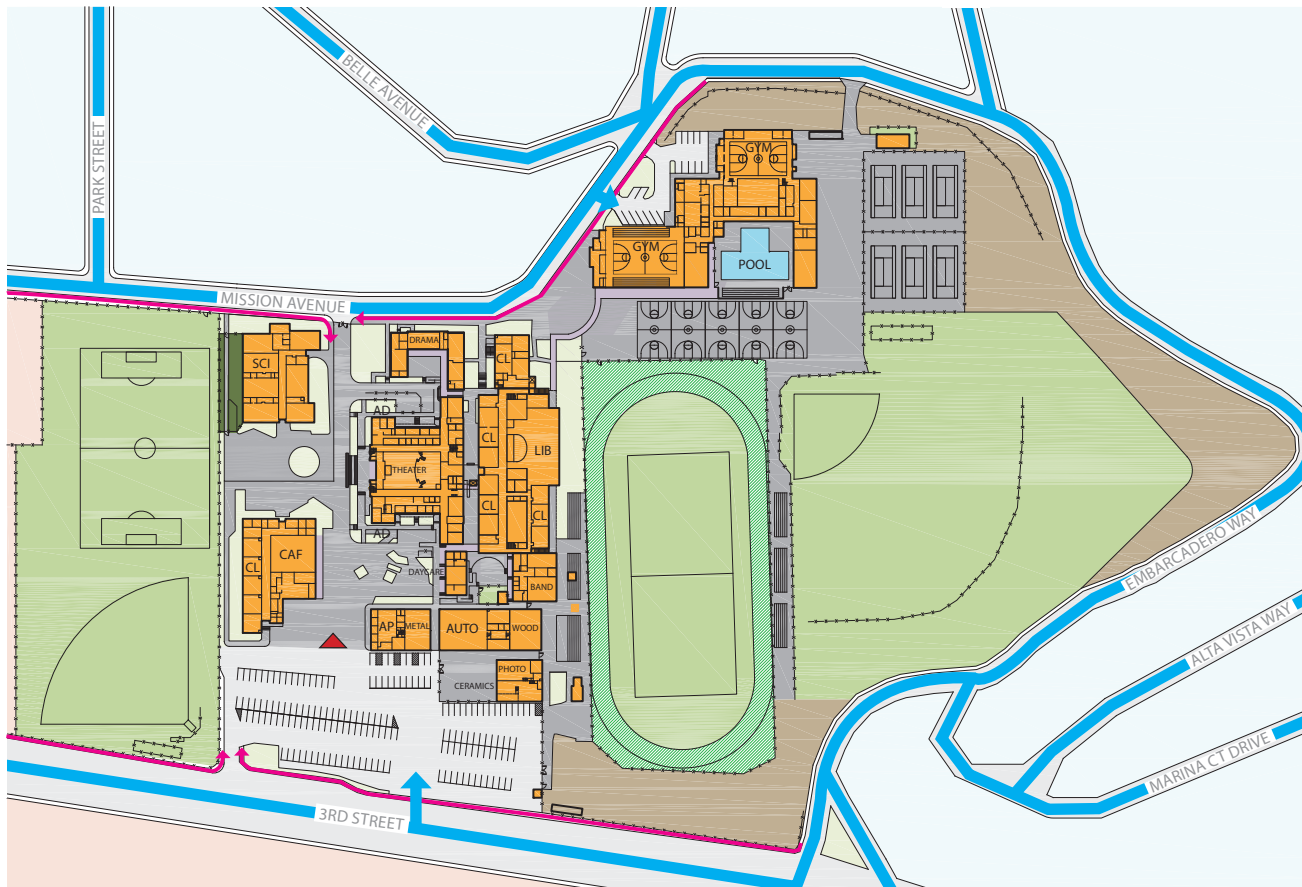 BELLE AVENUE
PARK STREET
GYM
GYM
POOL
MISSION AVENUE
DRAMA
SCI
CL
AD
CL
LIB
THEATER
CL
CL
AD
CAF
CL
DAYCARE
BAND
EMBARCADERO WAY
AP
METAL
AUTO
WOOD
ALTA VISTA WAY
PHOTO
CERAMICS
MARINA CT DRIVE
3RD STREET